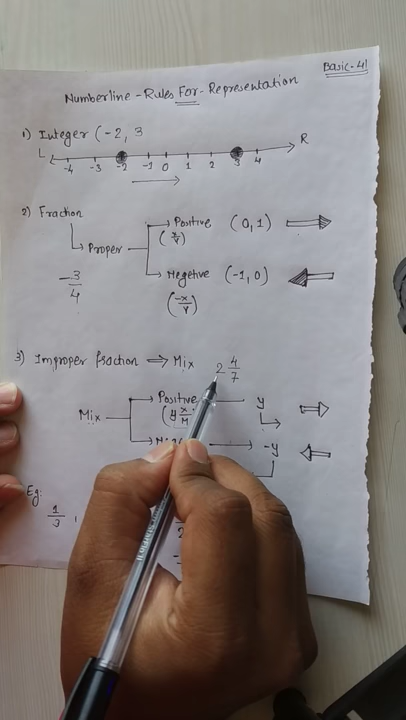 Basic-4
Numberline - Rules For - Representation
1) Integer (-2, 3
L R
-4 -3 -2 -1 0 1 2 3 4
2) Fraction
Proper
Positive (x/y) (0,1)
Negetive (-1,0)
(-x/y)
-3/4
3) Improper fraction ⇒ Mix 2 4/7
Mix
Positive y
-y
Eg:
1/3 ,